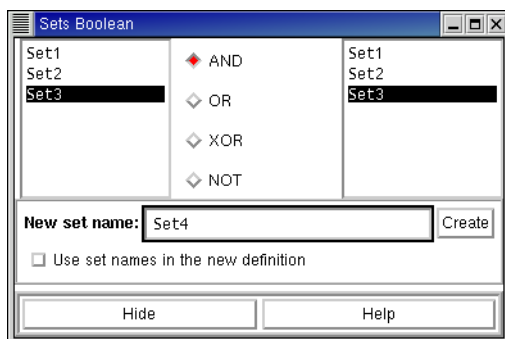 Sets Boolean
Set1
Set2
Set3
AND
OR
XOR
NOT
Set1
Set2
Set3
New set name: Set4 Create
Use set names in the new definition
Hide Help